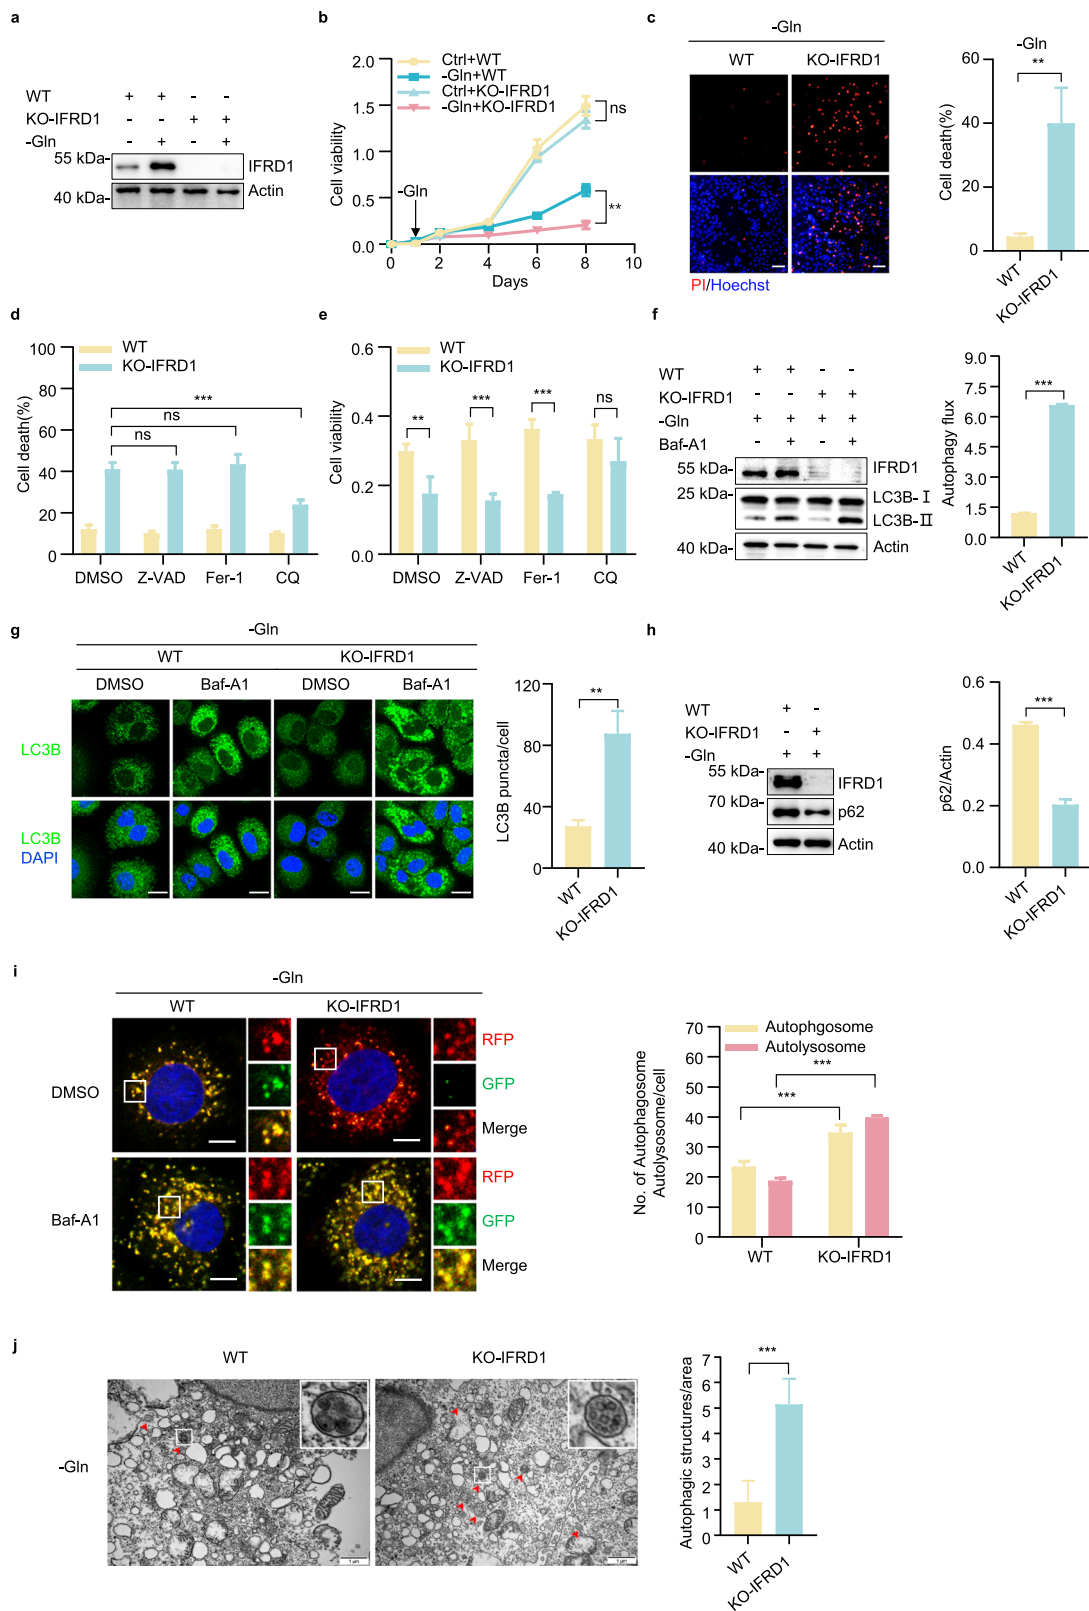 a
WT + + - -
KO-IFRD1 - - + +
-Gln - + - +
55 kDa-
IFRD1
40 kDa-
Actin
b
Ctrl+WT
-Gln+WT
Ctrl+KO-IFRD1
-Gln+KO-IFRD1
Cell viability
2.0
1.5
1.0
0.5
0.0
-Gln
ns
**
0 2 4 6 8 10
Days
c
-Gln
WT KO-IFRD1
PI/Hoechst
-Gln
**
Cell death(%)
60
40
20
0
WT
KO-IFRD1
d
WT
KO-IFRD1
Cell death(%)
100
80
60
40
20
0
***
ns
ns
DMSO Z-VAD Fer-1 CQ
e
WT
KO-IFRD1
Cell viability
0.6
0.4
0.2
0.0
**
***
***
ns
DMSO Z-VAD Fer-1 CQ
f
WT + + - -
KO-IFRD1 - - + +
-Gln + + + +
Baf-A1 - + - +
55 kDa-
IFRD1
25 kDa-
LC3B-Ⅰ
LC3B-Ⅱ
40 kDa-
Actin
Autophagy flux
9.0
7.5
6.0
4.5
3.0
1.5
0.0
***
WT
KO-IFRD1
g
-Gln
WT KO-IFRD1
DMSO Baf-A1 DMSO Baf-A1
LC3B
LC3B
DAPI
LC3B puncta/cell
120
80
40
0
**
WT
KO-IFRD1
h
WT + -
KO-IFRD1 - +
-Gln + +
55 kDa-
IFRD1
70 kDa-
p62
40 kDa-
Actin
p62/Actin
0.6
0.4
0.2
0.0
***
WT
KO-IFRD1
i
-Gln
WT KO-IFRD1
DMSO
RFP
GFP
Merge
Baf-A1
RFP
GFP
Merge
No. of Autophagosome
Autolysosome/cell
70
60
50
40
30
20
10
0
Autophgosome
Autolysosome
***
***
WT KO-IFRD1
j
WT KO-IFRD1
-Gln
1 μm
1 μm
Autophagic structures/area
7
6
5
4
3
2
1
0
***
WT
KO-IFRD1